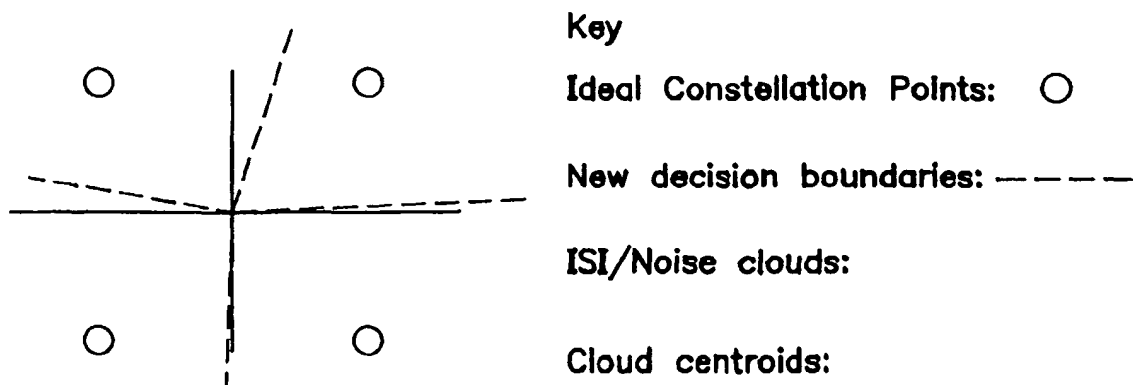 Key
Ideal Constellation Points:
New decision boundaries:
ISI/Noise clouds:
Cloud centroids: